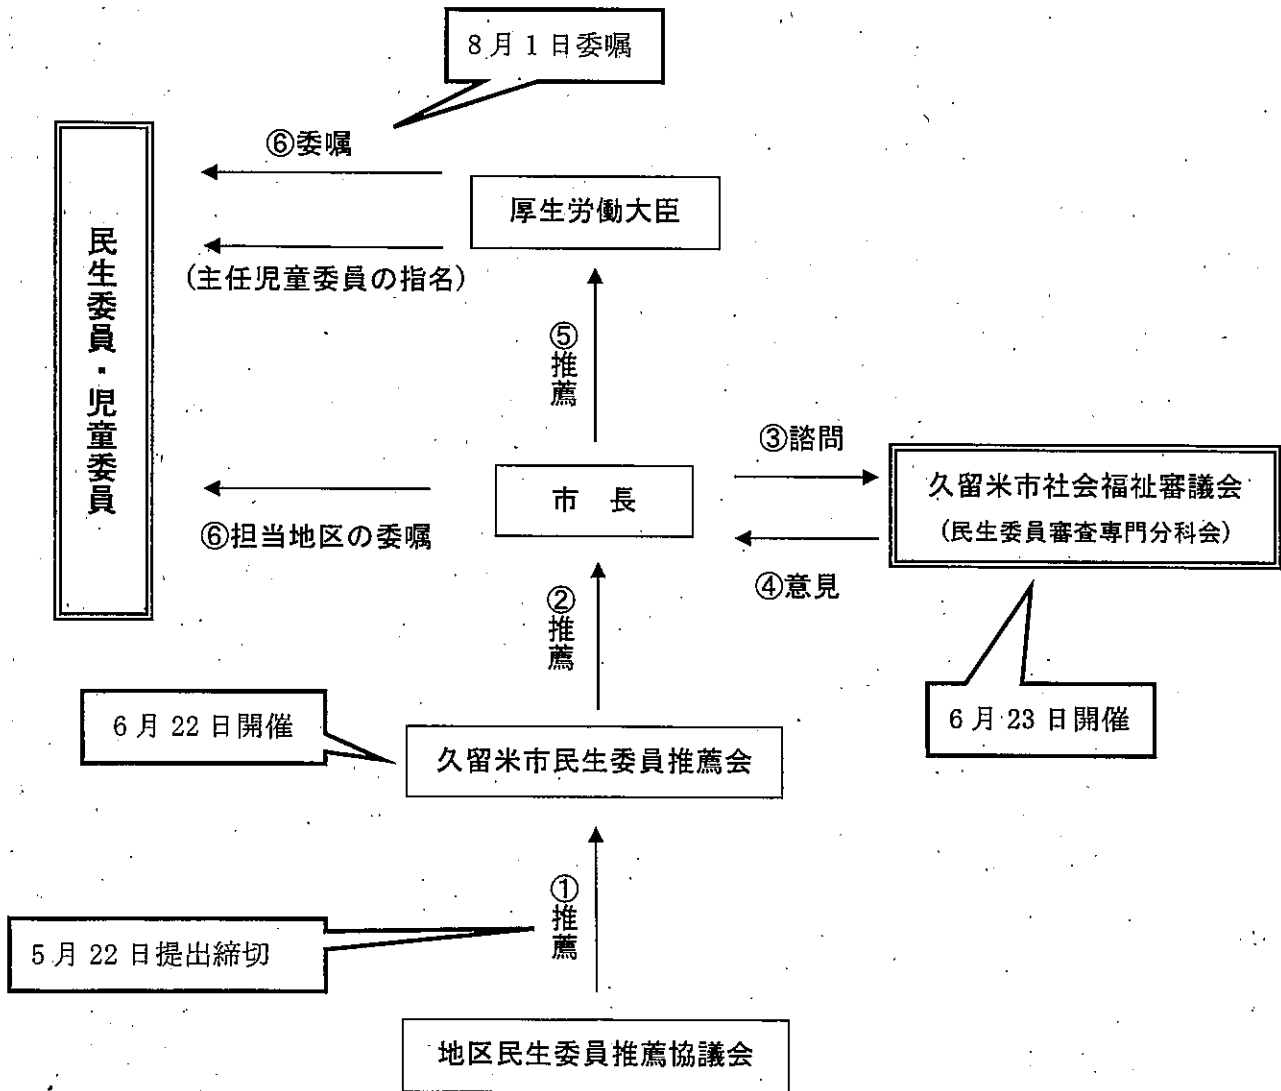 8月1日委嘱
⑥委嘱
厚生労働大臣
(主任児童委員の指名)
民生委員・児童委員
⑤推薦
③諮問
市 長
久留米市社会福祉審議会
(民生委員審査専門分科会)
⑥担当地区の委嘱
④意見
②推薦
6月22日開催
6月23日開催
久留米市民生委員推薦会
①推薦
5月22日提出締切
地区民生委員推薦協議会